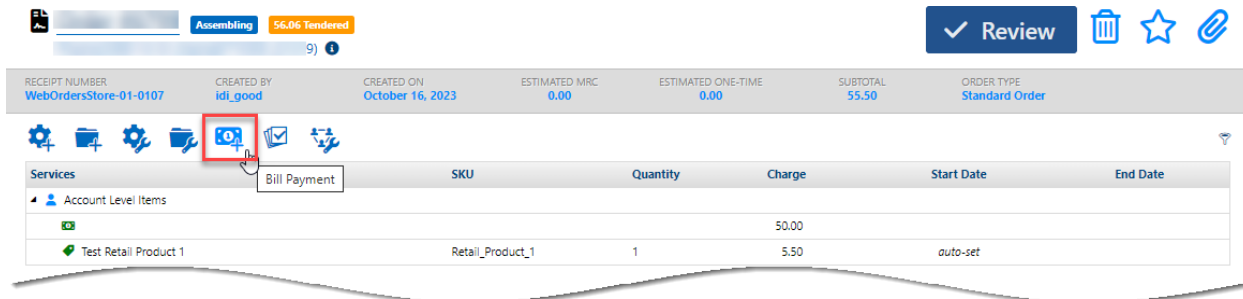 Assembling 56.06 Tendered
9)
Review
RECEIPT NUMBER CREATED BY CREATED ON ESTIMATED MRC ESTIMATED ONE-TIME SUBTOTAL ORDER TYPE
WebOrdersStore-01-0107 idi_good October 16, 2023 0.00 0.00 55.50 Standard Order
Bill Payment
Services SKU Quantity Charge Start Date End Date
Account Level Items
50.00
Test Retail Product 1 Retail_Product_1 1 5.50 auto-set